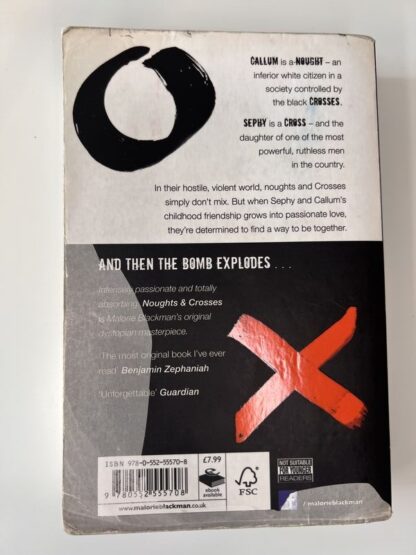 CALLUM is a NOUGHT – an
inferior white citizen in a
society controlled by
the black CROSSES.
SEPHY is a CROSS – and the
daughter of one of the most
powerful, ruthless men
in the country.
In their hostile, violent world, noughts and Crosses
simply don't mix. But when Sephy and Callum's
childhood friendship grows into passionate love,
they're determined to find a way to be together.
AND THEN THE BOMB EXPLODES . . .
Intensely passionate and totally
absorbing, Noughts & Crosses
is Malorie Blackman's original
dystopian masterpiece.
'The most original book I've ever
read' Benjamin Zephaniah
'Unforgettable' Guardian
ISBN 978-0-552-55570-8
9 780552 555708
£7.99
ebook
available
FSC
NOT SUITABLE
FOR YOUNGER
READERS
www.malorieblackman.co.uk
f / malorieblackman